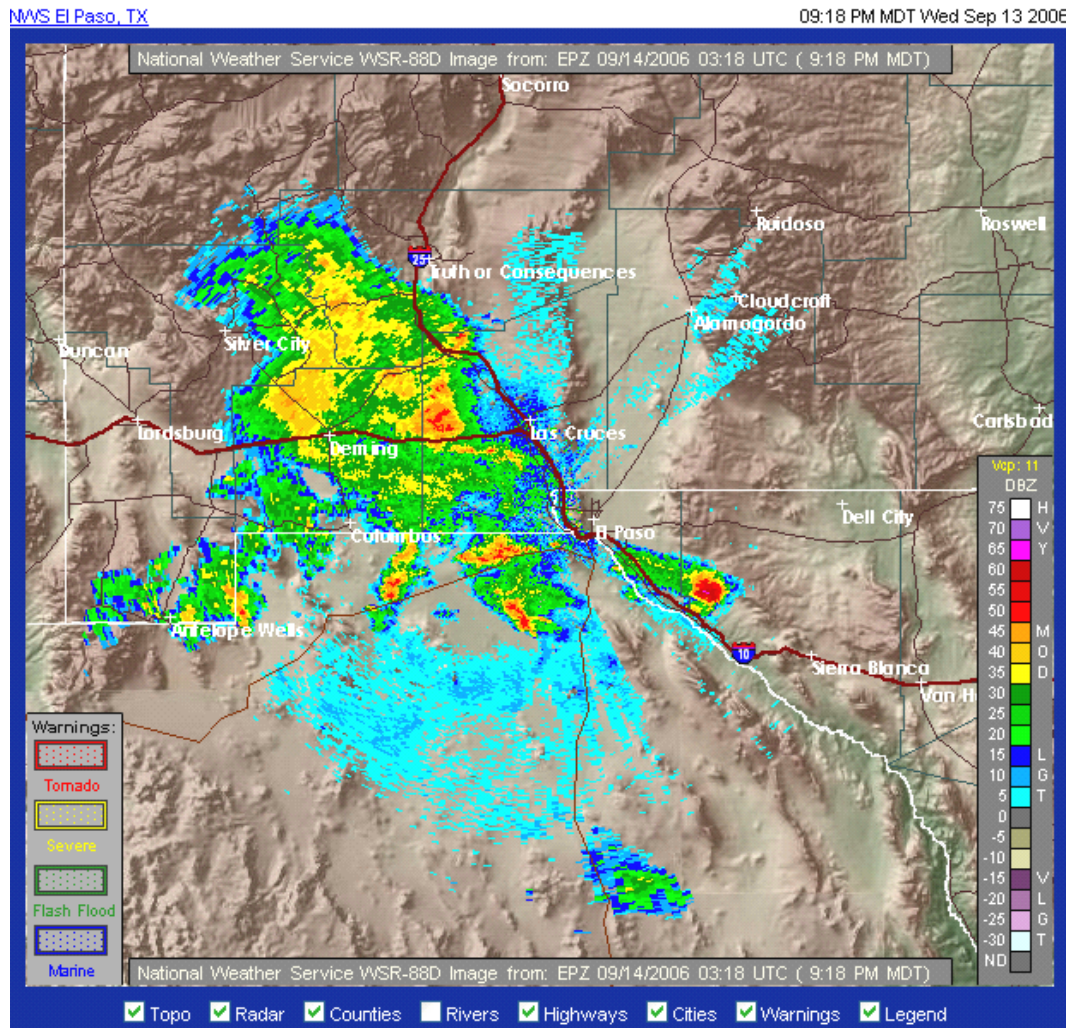 NWS El Paso, TX
09:18 PM MDT Wed Sep 13 2006
National Weather Service WSR-88D Image from: EPZ 09/14/2006 03:18 UTC ( 9:18 PM MDT)
Socorro
Ruidoso
Roswell
25
Truth or Consequences
Cloudcroft
Alamogordo
Silver City
Duncan
Carlsbad
Lordsburg
Las Cruces
Deming
Vcp: 11
DBZ
75 H
70 V
65 Y
60
55
50
45 M
40 O
35 D
30
25
20
15 L
10 G
5 T
0
-5
-10
-15 V
-20 L
-25 G
-30 T
ND
Dell City
Columbus
El Paso
Antelope Wells
10
Sierra Blanca
Van H
Warnings:
Tornado
Severe
Flash Flood
Marine
National Weather Service WSR-88D Image from: EPZ 09/14/2006 03:18 UTC ( 9:18 PM MDT)
Topo Radar Counties Rivers Highways Cities Warnings Legend